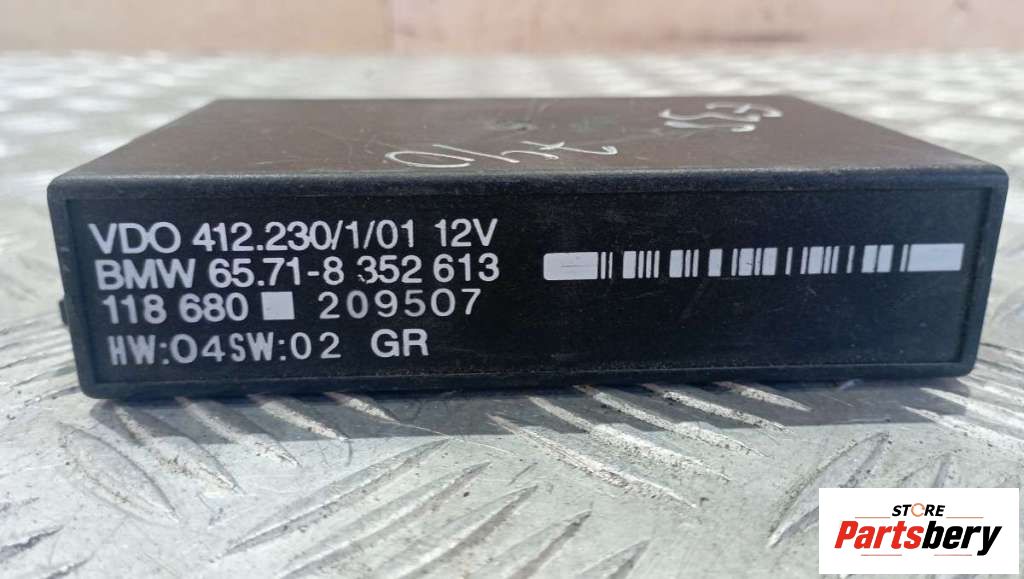 VDO 412.230/1/01 12V
BMW 65.71-8 352 613
118 680 209507
HW:04SW:02 GR
STORE
Partsbery